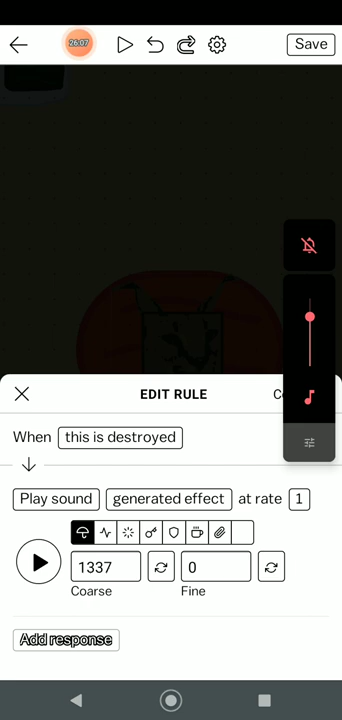 26:07
Save
EDIT RULE
When this is destroyed
Play sound generated effect at rate 1
1337 0
Coarse Fine
Add response